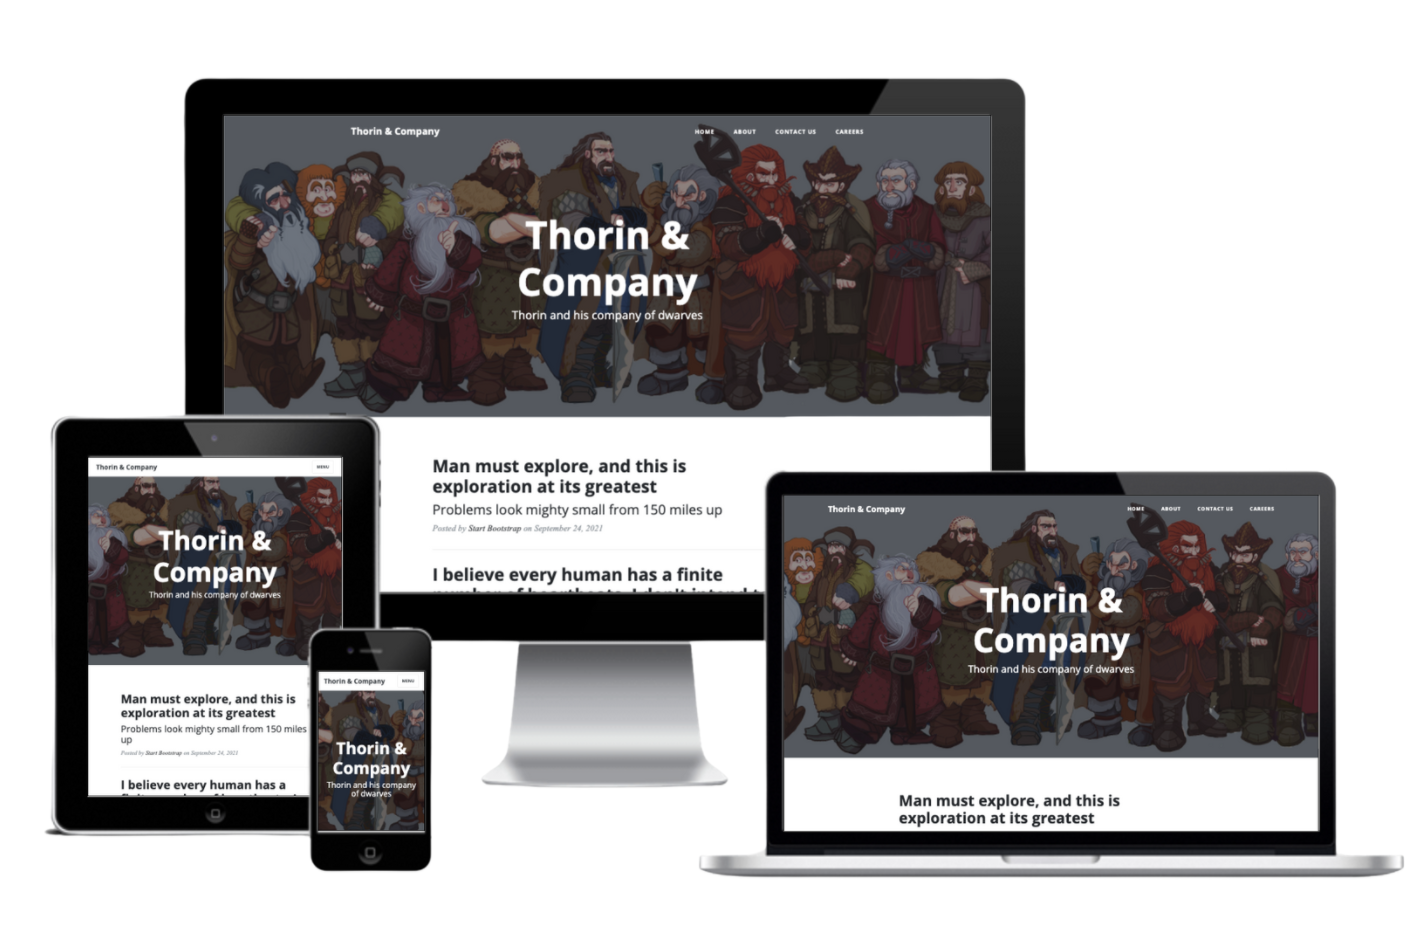 Thorin & Company
HOME ABOUT CONTACT US CAREERS
Thorin &
Company
Thorin and his company of dwarves
Man must explore, and this is
exploration at its greatest
Problems look mighty small from 150 miles up
Posted by Start Bootstrap on September 24, 2021
I believe every human has a finite
number of heartbeats. I don't intend to
Thorin & Company
MENU
Thorin &
Company
Thorin and his company of dwarves
Man must explore, and this is
exploration at its greatest
Problems look mighty small from 150 miles
up
Posted by Start Bootstrap on September 24, 2021
I believe every human has a
Thorin & Company
MENU
Thorin &
Company
Thorin and his company
of dwarves
Thorin & Company
HOME ABOUT CONTACT US CAREERS
Thorin &
Company
Thorin and his company of dwarves
Man must explore, and this is
exploration at its greatest